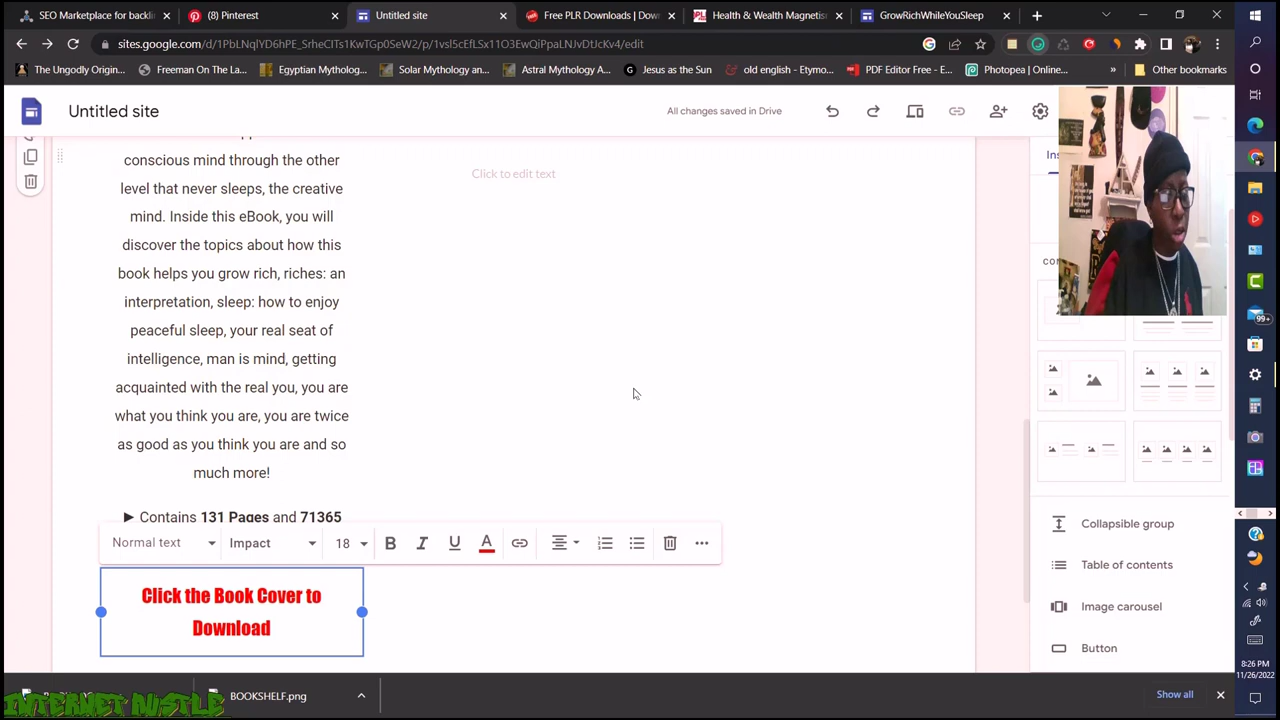 SEO Marketplace for backli
(8) Pinterest
Untitled site
Free PLR Downloads | Dow
Health & Wealth Magnetis
GrowRichWhileYouSleep
sites.google.com/d/1PbLNqlYD6hPE_SrheClTs1KwTGp0SeW2/p/1vsl5cEfLSx11O3EwQiPpaLNJvDtJcKv4/edit
The Ungodly Origin...
Freeman On The La...
Egyptian Mytholog...
Solar Mythology an...
Astral Mythology A...
Jesus as the Sun
old english - Etymo...
PDF Editor Free - E...
Photopea | Online...
Other bookmarks
Untitled site
All changes saved in Drive
Click to edit text
conscious mind through the other
level that never sleeps, the creative
mind. Inside this eBook, you will
discover the topics about how this
book helps you grow rich, riches: an
interpretation, sleep: how to enjoy
peaceful sleep, your real seat of
intelligence, man is mind, getting
acquainted with the real you, you are
what you think you are, you are twice
as good as you think you are and so
much more!
► Contains 131 Pages and 71365
Normal text
Impact
18
Click the Book Cover to
Download
Collapsible group
Table of contents
Image carousel
Button
99+
8:26 PM
11/26/2022
BOOKSHELF.png
Show all
INTERNET HUSTLE